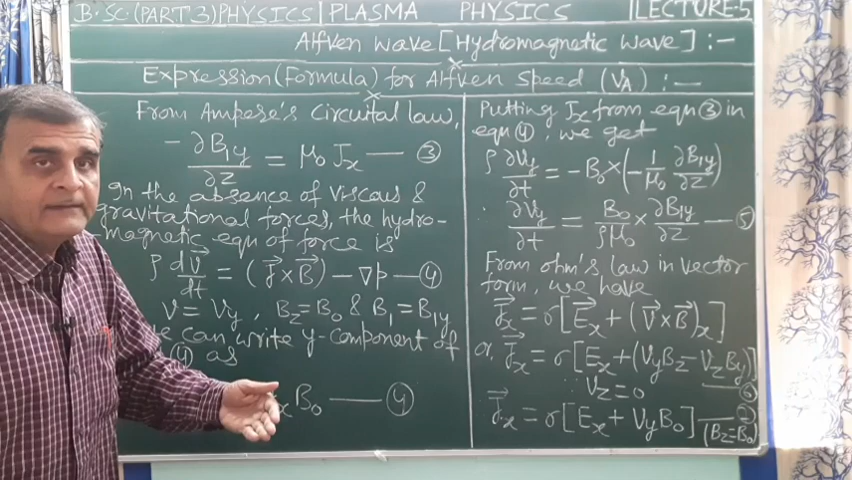 B.SC.(PART 3) PHYSICS | PLASMA PHYSICS | LECTURE-5
Alfven wave [Hydromagnetic wave] :-
Expression (Formula) for Alfven Speed (VA) :-
From Ampere's Circuital law,
- ∂B₁y/∂z = μ₀ Jx — ③
In the absence of viscous &
gravitational forces, the hydro-
magnetic eqn of force is
ρ dv⃗/dt = (J⃗×B⃗) - ∇p — ④
V = Vy, Bz = B₀ & B₁ = B₁y
can write y-component of
④ as
x B₀ — ④
Putting Jx from eqn ③ in
eqn ④, we get
ρ ∂Vy/∂t = -B₀ × (-1/μ₀ ∂B₁y/∂z)
∴ ∂Vy/∂t = B₀/ρμ₀ × ∂B₁y/∂z — ⑤
From ohm's law in vector
form, we have
J⃗x = σ[E⃗x + (V⃗×B⃗)x]
or, J⃗x = σ[Ex + (VyBz - VzBy)]
∵ Vz = 0 — ⑥
J⃗x = σ[Ex + VyB₀] — ⑦
(Bz=B₀)